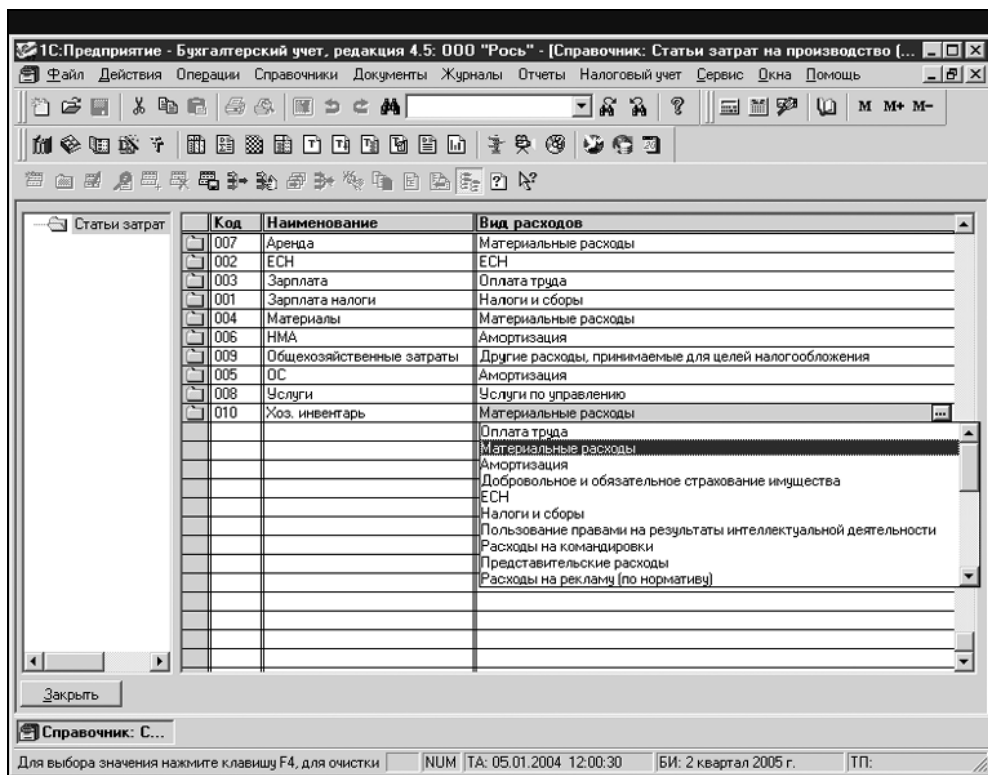 1С:Предприятие - Бухгалтерский учет, редакция 4.5: ООО "Рось" - [Справочник: Статьи затрат на производство (...
Файл Действия Операции Справочники Документы Журналы Отчеты Налоговый учет Сервис Окна Помощь
M M+ M-
Статьи затрат
Код Наименование Вид расходов
007 Аренда Материальные расходы
002 ЕСН ЕСН
003 Зарплата Оплата труда
001 Зарплата налоги Налоги и сборы
004 Материалы Материальные расходы
006 НМА Амортизация
009 Общехозяйственные затраты Другие расходы, принимаемые для целей налогообложения
005 ОС Амортизация
008 Услуги Услуги по управлению
010 Хоз. инвентарь Материальные расходы ...
Оплата труда
Материальные расходы
Амортизация
Добровольное и обязательное страхование имущества
ЕСН
Налоги и сборы
Пользование правами на результаты интеллектуальной деятельности
Расходы на командировки
Представительские расходы
Расходы на рекламу (по нормативу)
Закрыть
Справочник: С...
Для выбора значения нажмите клавишу F4, для очистки NUM ТА: 05.01.2004 12:00:30 БИ: 2 квартал 2005 г. ТП: